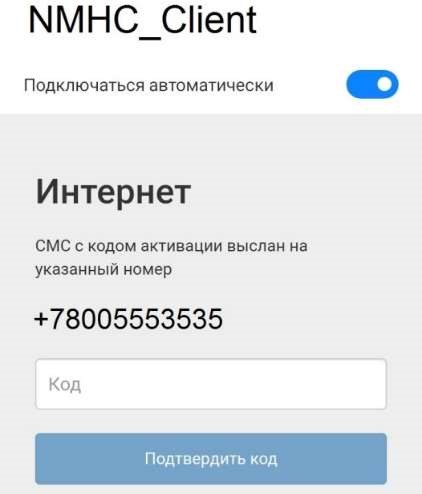 NMHC_Client
Подключаться автоматически
Интернет
СМС с кодом активации выслан на
указанный номер
+78005553535
Код
Подтвердить код